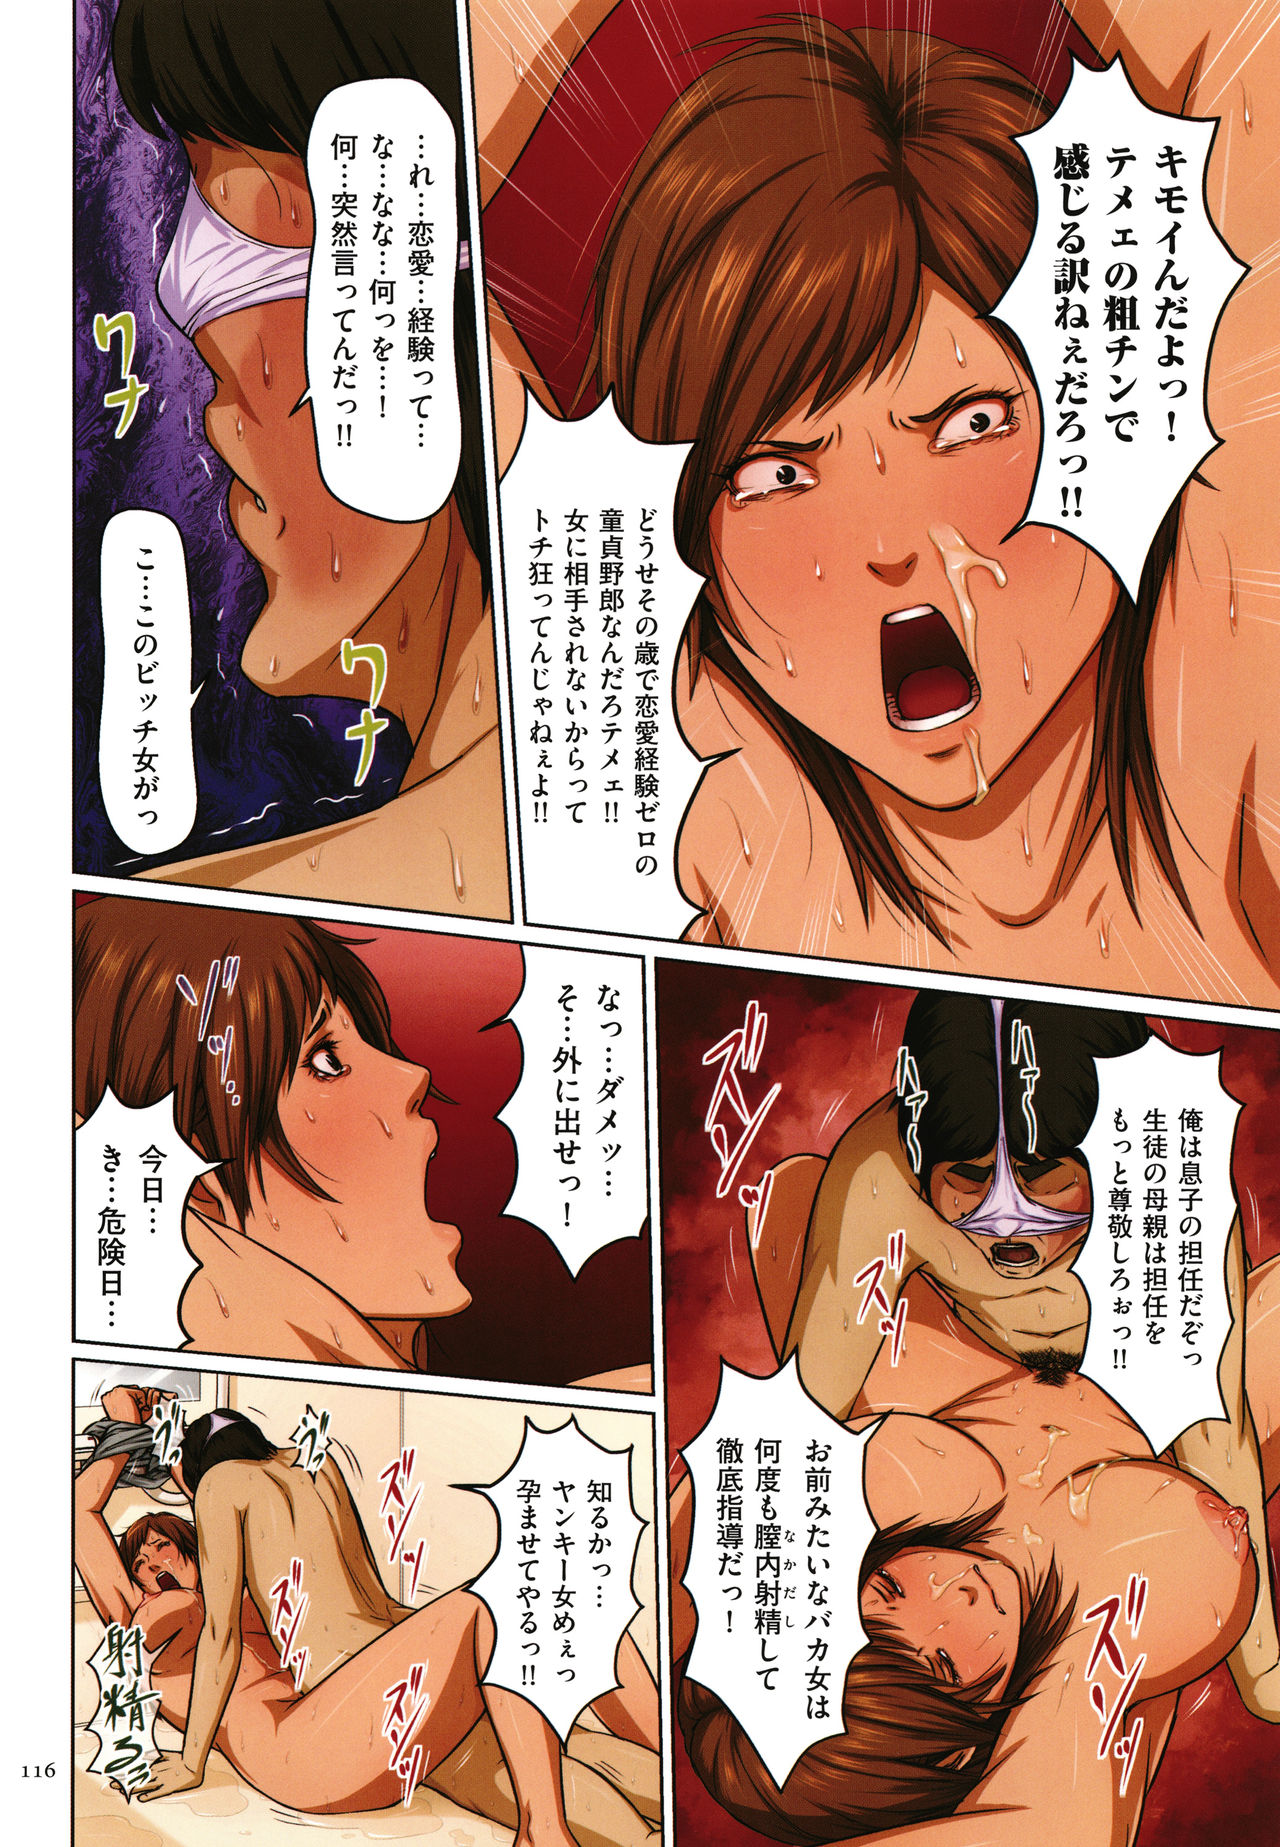 キモイんだよっ！
テメェの粗チンで
感じる訳ねぇだろっ!!
どうせその歳で恋愛経験ゼロの
童貞野郎なんだろテメェ!!
女に相手されないからって
トチ狂ってんじゃねぇよ!!
…れ…恋愛…経験って…
な…なな…何っを…！
何…突然言ってんだっ!!
ワナ
こ…このビッチ女がっ
ワナ
俺は息子の担任だぞっ
生徒の母親は担任を
もっと尊敬しろぉっ!!
ハァ〜
ハァ〜
ズンッ
ズンッ
お前みたいなバカ女は
何度も膣内射精して
なかだし
徹底指導だっ！
ズンッ
なっ…ダメッ…
そ…外に出せっ！
ゾッ…
今日…
き…危険日…
知るかっ…
ヤンキー女めぇっ
孕ませてやるっ!!
ぶっ
ぶっ
ズンッ
ズンッ
ズンッ
射精る〜
116